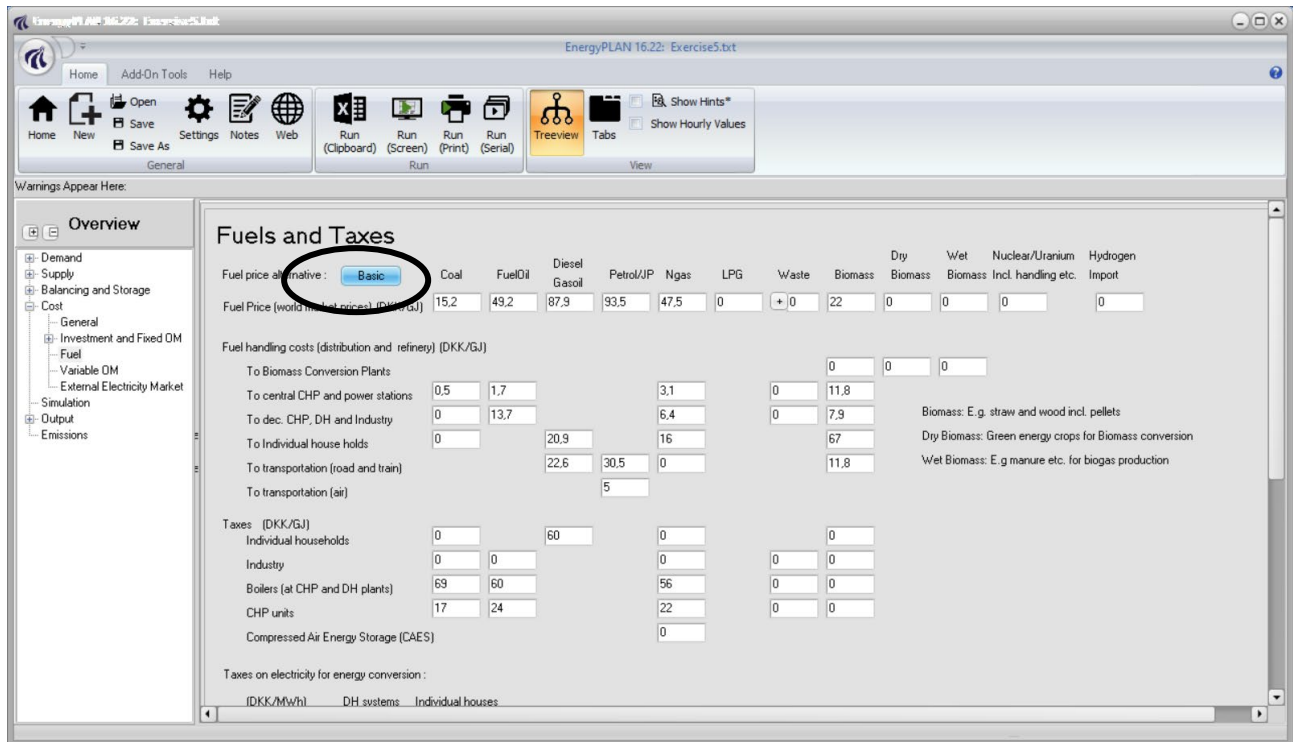 EnergyPLAN 16.22: Exercise5.txt
EnergyPLAN 16.22: Exercise5.txt
Home Add-On Tools Help
Home New Open Save Save As Settings Notes Web
General
Run (Clipboard) Run (Screen) Run (Print) Run (Serial)
Run
Treeview Tabs Show Hints* Show Hourly Values
View
Warnings Appear Here:
Overview
Demand
Supply
Balancing and Storage
Cost
General
Investment and Fixed OM
Fuel
Variable OM
External Electricity Market
Simulation
Output
Emissions
Fuels and Taxes
Fuel price alternative : Basic Coal FuelOil Diesel Gasoil Petrol/JP Ngas LPG Waste Biomass Dry Biomass Wet Biomass Nuclear/Uranium Incl. handling etc. Hydrogen Import
Fuel Price (world market prices) (DKK/GJ) 15,2 49,2 87,9 93,5 47,5 0 + 0 22 0 0 0 0
Fuel handling costs (distribution and refinery) (DKK/GJ)
To Biomass Conversion Plants 0 0 0
To central CHP and power stations 0,5 1,7 3,1 0 11,8
To dec. CHP, DH and Industry 0 13,7 6,4 0 7,9 Biomass: E.g. straw and wood incl. pellets
To Individual house holds 0 20,9 16 67 Dry Biomass: Green energy crops for Biomass conversion
To transportation (road and train) 22,6 30,5 0 11,8 Wet Biomass: E.g manure etc. for biogas production
To transportation (air) 5
Taxes (DKK/GJ)
Individual households 0 60 0 0
Industry 0 0 0 0 0
Boilers (at CHP and DH plants) 69 60 56 0 0
CHP units 17 24 22 0 0
Compressed Air Energy Storage (CAES) 0
Taxes on electricity for energy conversion :
(DKK/MWh) DH systems Individual houses